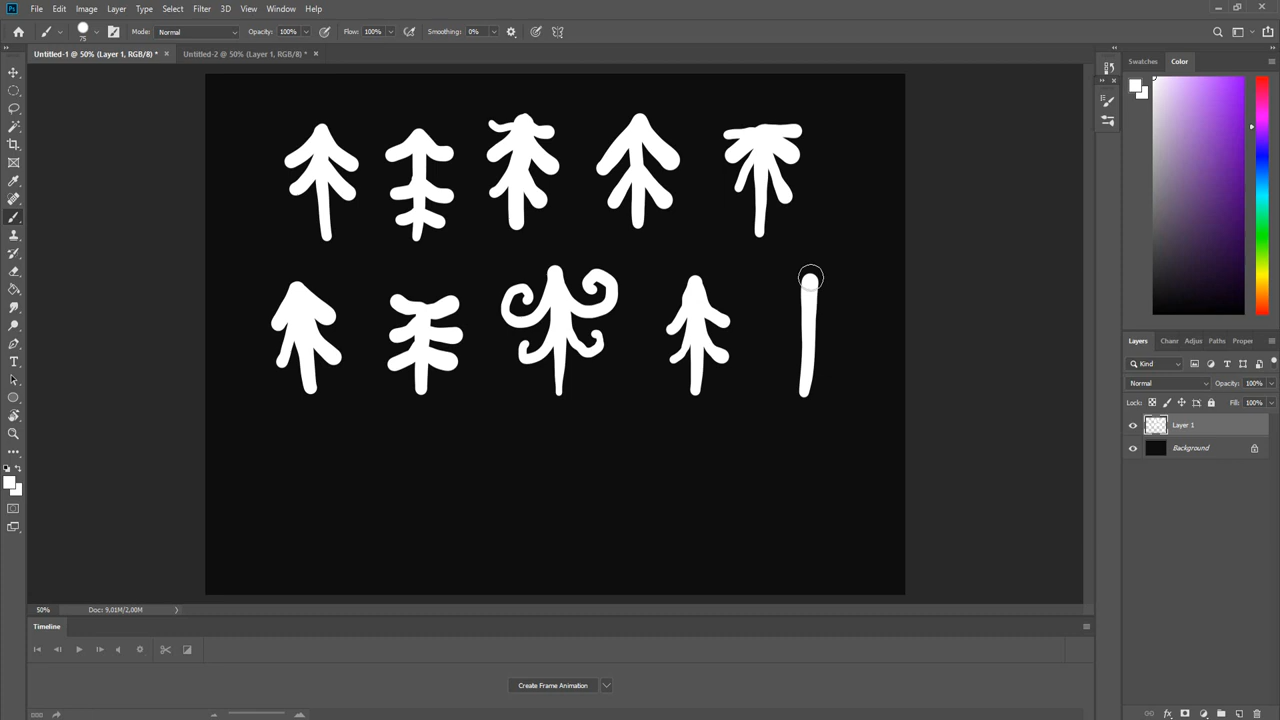 Ps File Edit Image Layer Type Select Filter 3D View Window Help
75 Mode: Normal Opacity: 100% Flow: 100% Smoothing: 0%
Untitled-1 @ 50% (Layer 1, RGB/8) * × Untitled-2 @ 50% (Layer 1, RGB/8) * ×
Swatches Color
Layers Chanr Adjus Paths Proper
Kind
Normal Opacity: 100%
Lock: Fill: 100%
Layer 1
Background
50% Doc: 9,01M/2,00M
Timeline
Create Frame Animation